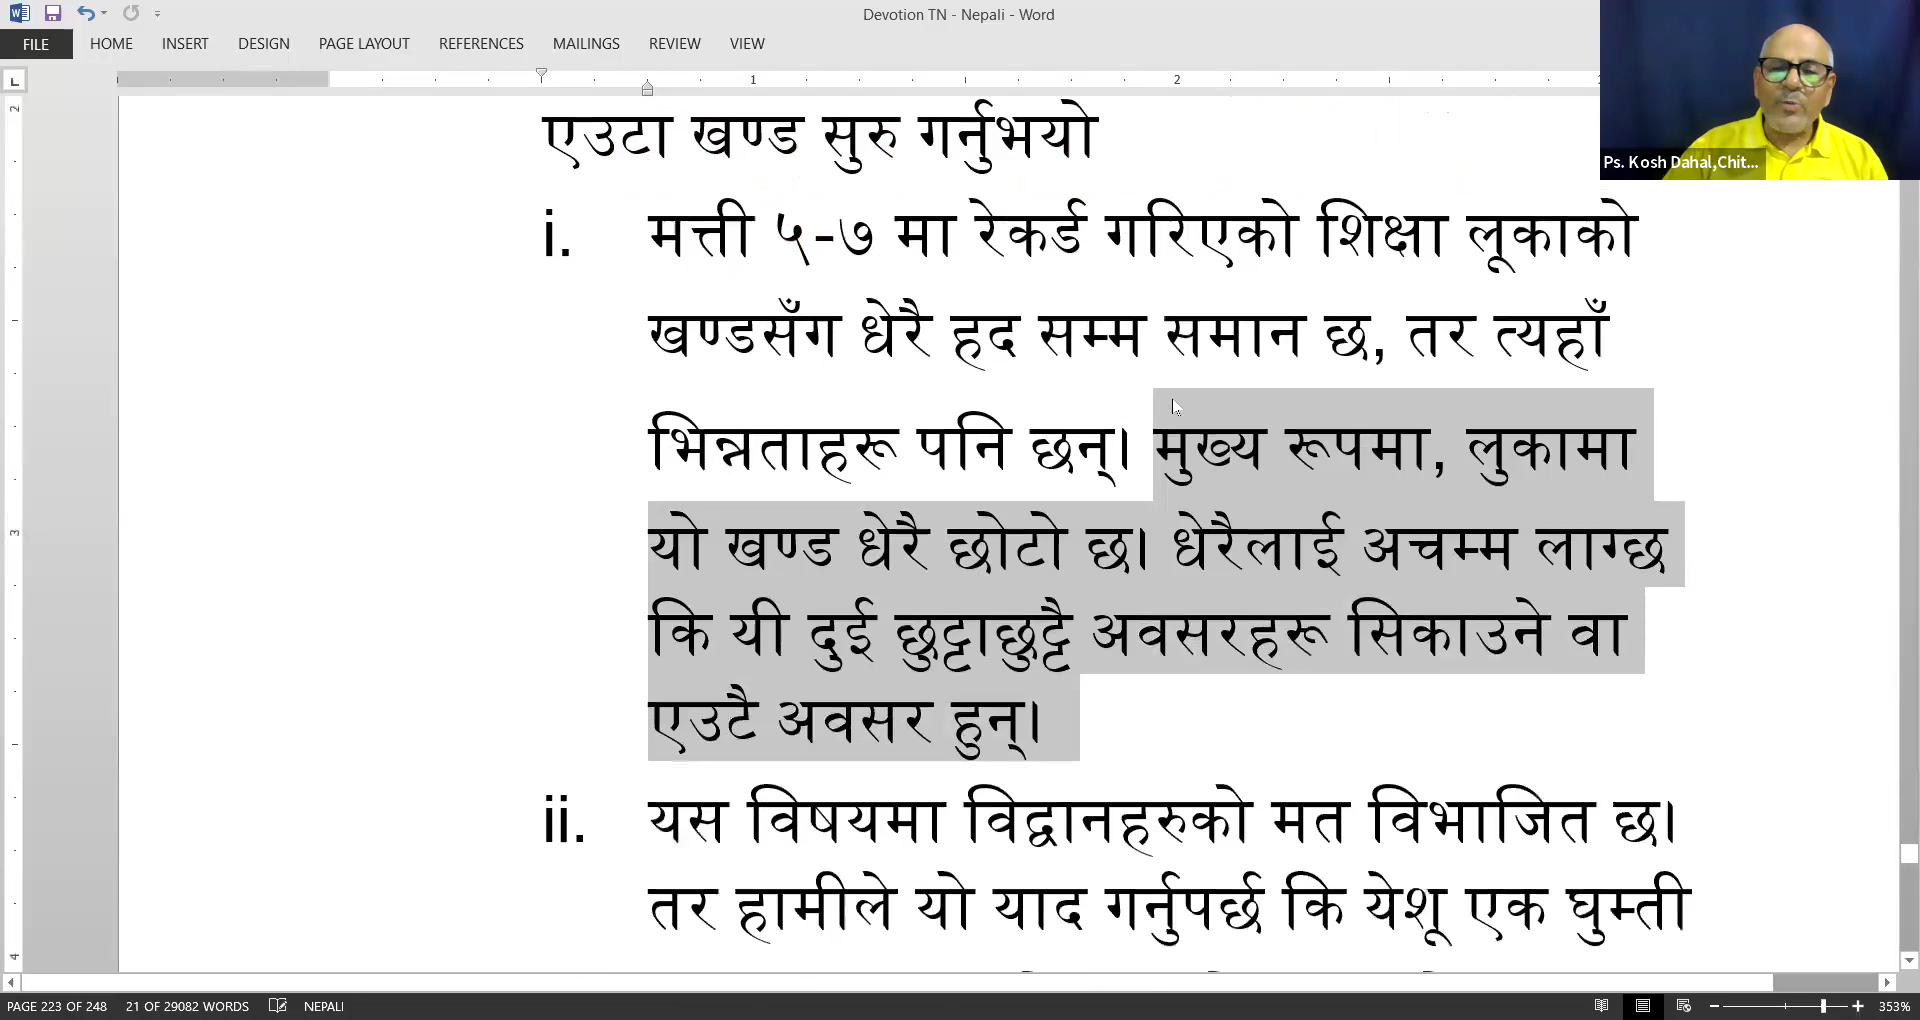 Devotion TN - Nepali - Word
FILE HOME INSERT DESIGN PAGE LAYOUT REFERENCES MAILINGS REVIEW VIEW
Ps. Kosh Dahal,Chit...
1 2
एउटा खण्ड सुरु गर्नुभयो
i. मत्ती ५-७ मा रेकर्ड गरिएको शिक्षा लूकाको
खण्डसँग धेरै हद सम्म समान छ, तर त्यहाँ
भिन्नताहरू पनि छन्। मुख्य रूपमा, लुकामा
यो खण्ड धेरै छोटो छ। धेरैलाई अचम्म लाग्छ
कि यी दुई छुट्टाछुट्टै अवसरहरू सिकाउने वा
एउटै अवसर हुन्।
ii. यस विषयमा विद्वानहरुको मत विभाजित छ।
तर हामीले यो याद गर्नुपर्छ कि येशू एक घुम्ती
PAGE 223 OF 248 21 OF 29082 WORDS NEPALI 353%